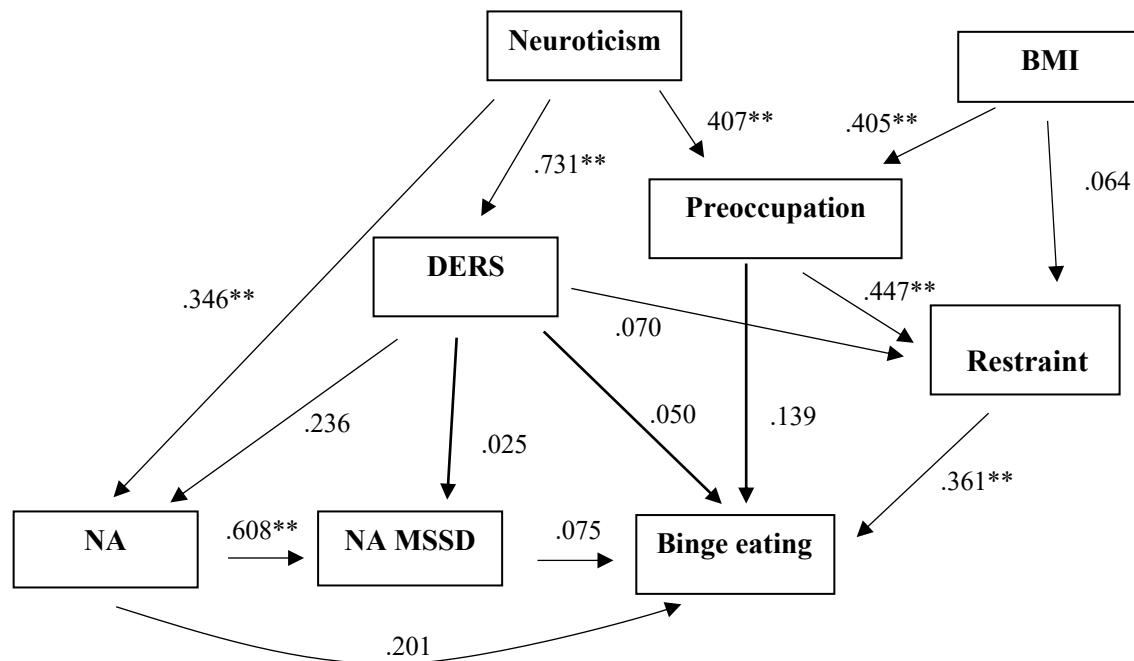 Neuroticism
BMI
407**
.405**
.731**
.064
Preoccupation
DERS
.346**
.447**
.070
Restraint
.236
.050
.139
.025
.361**
NA
.608**
NA MSSD
.075
Binge eating
.201